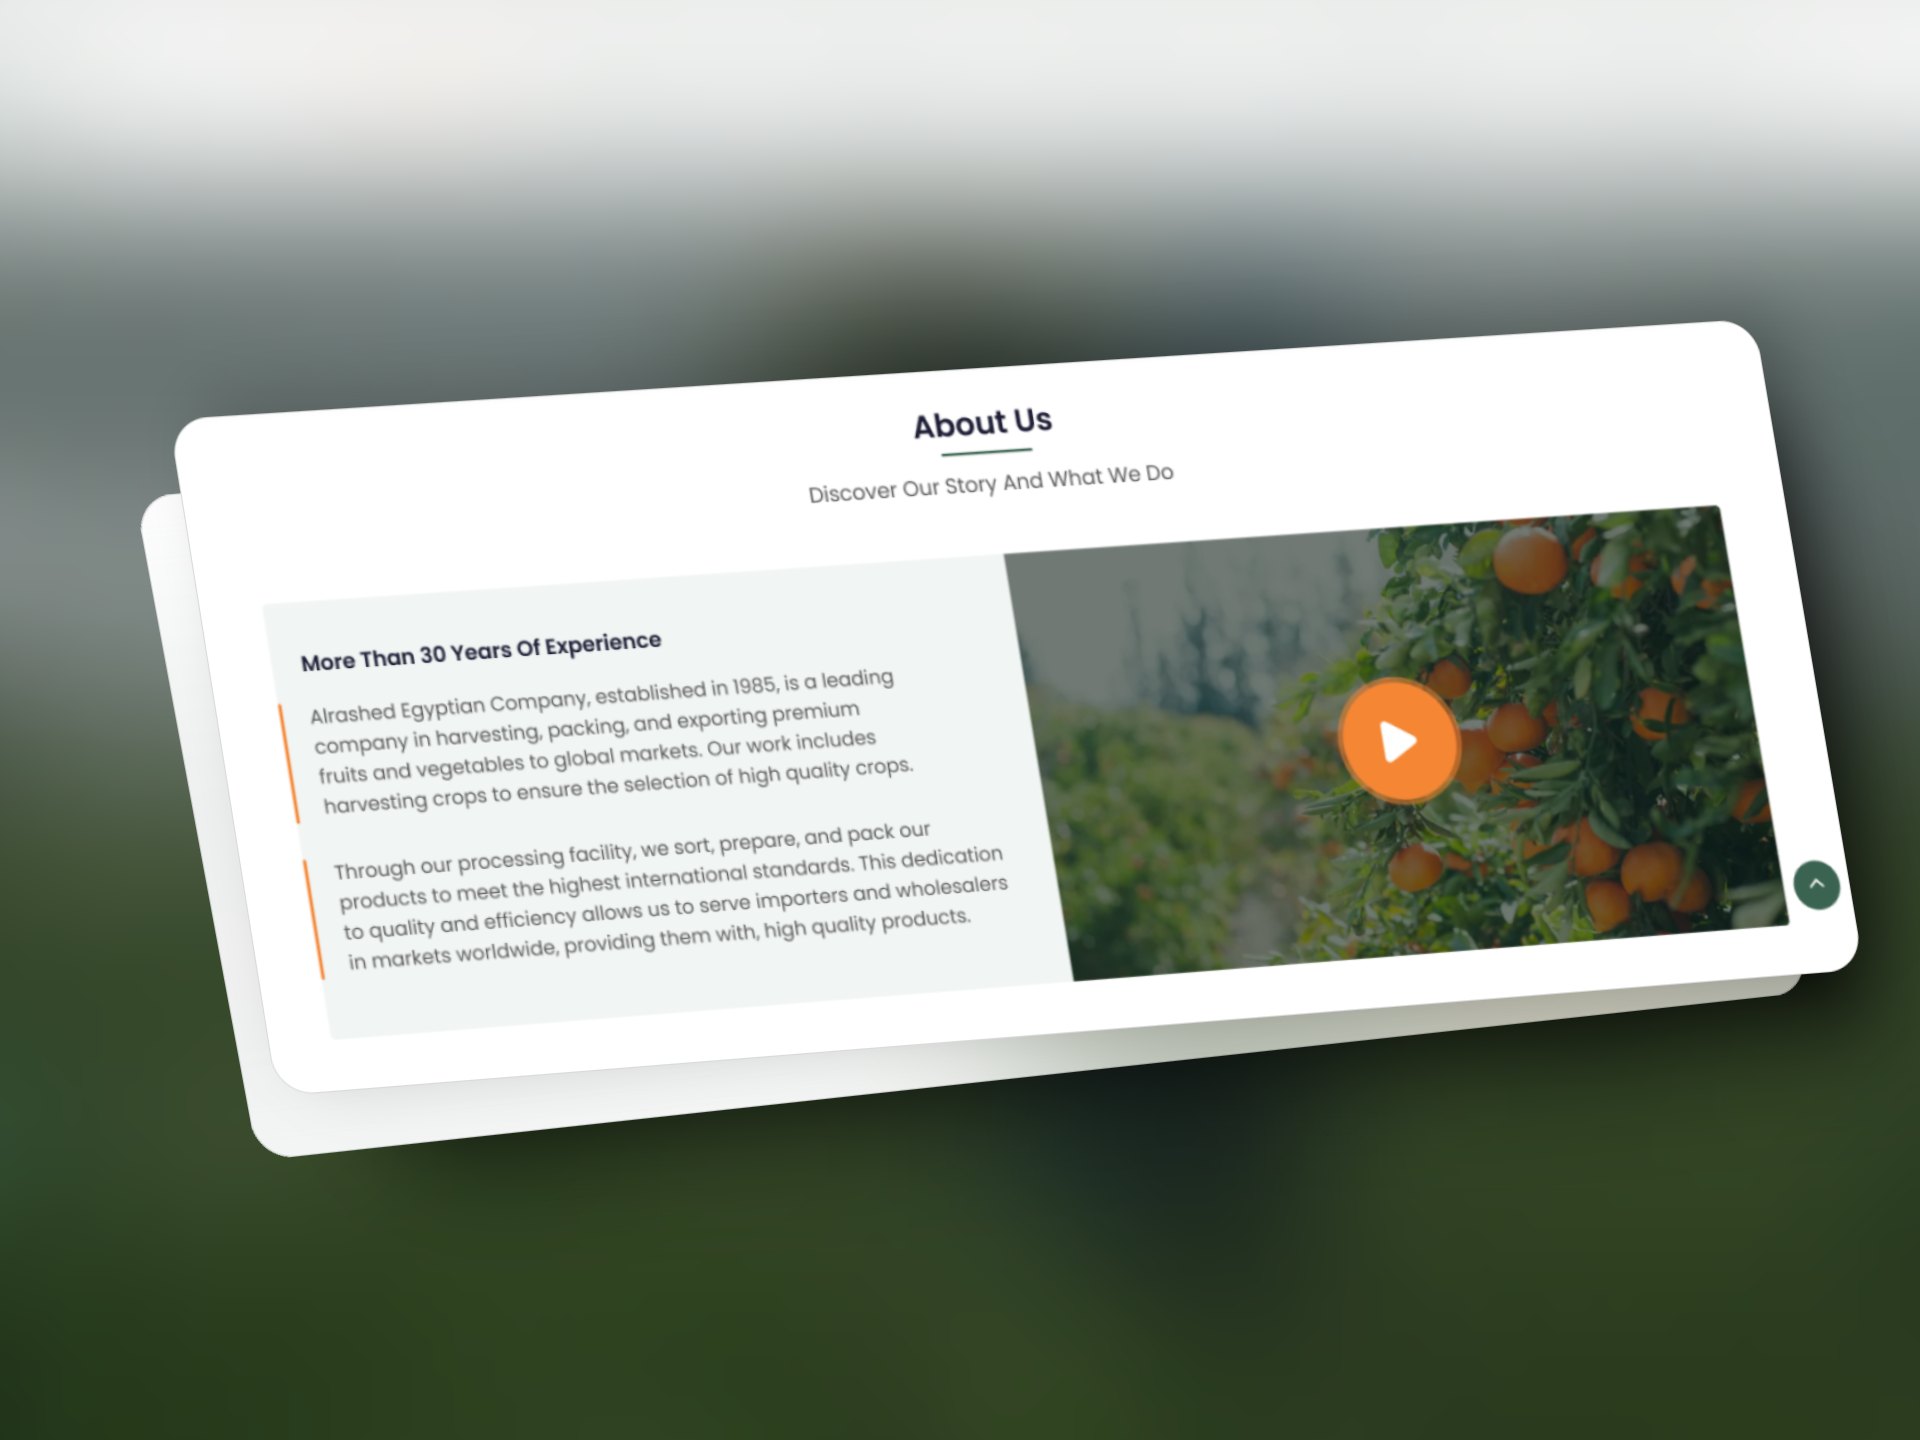 About Us
Discover Our Story And What We Do
More Than 30 Years Of Experience
Alrashed Egyptian Company, established in 1985, is a leading
company in harvesting, packing, and exporting premium
fruits and vegetables to global markets. Our work includes
harvesting crops to ensure the selection of high quality crops.
Through our processing facility, we sort, prepare, and pack our
products to meet the highest international standards. This dedication
to quality and efficiency allows us to serve importers and wholesalers
in markets worldwide, providing them with, high quality products.